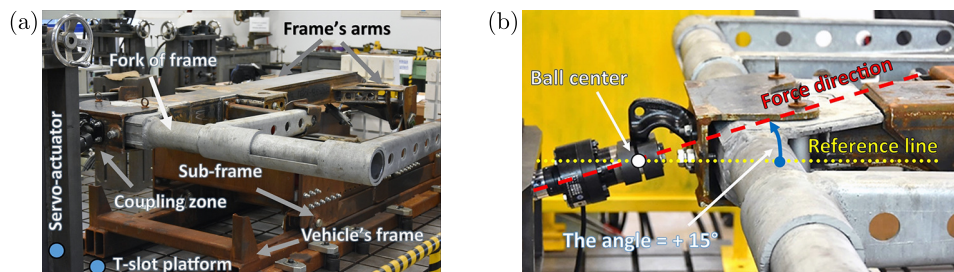 (a)
Frame's arms
Fork of frame
Servo-actuator
Sub-frame
Coupling zone
Vehicle's frame
T-slot platform
(b)
Ball center
Force direction
Reference line
The angle = + 15°